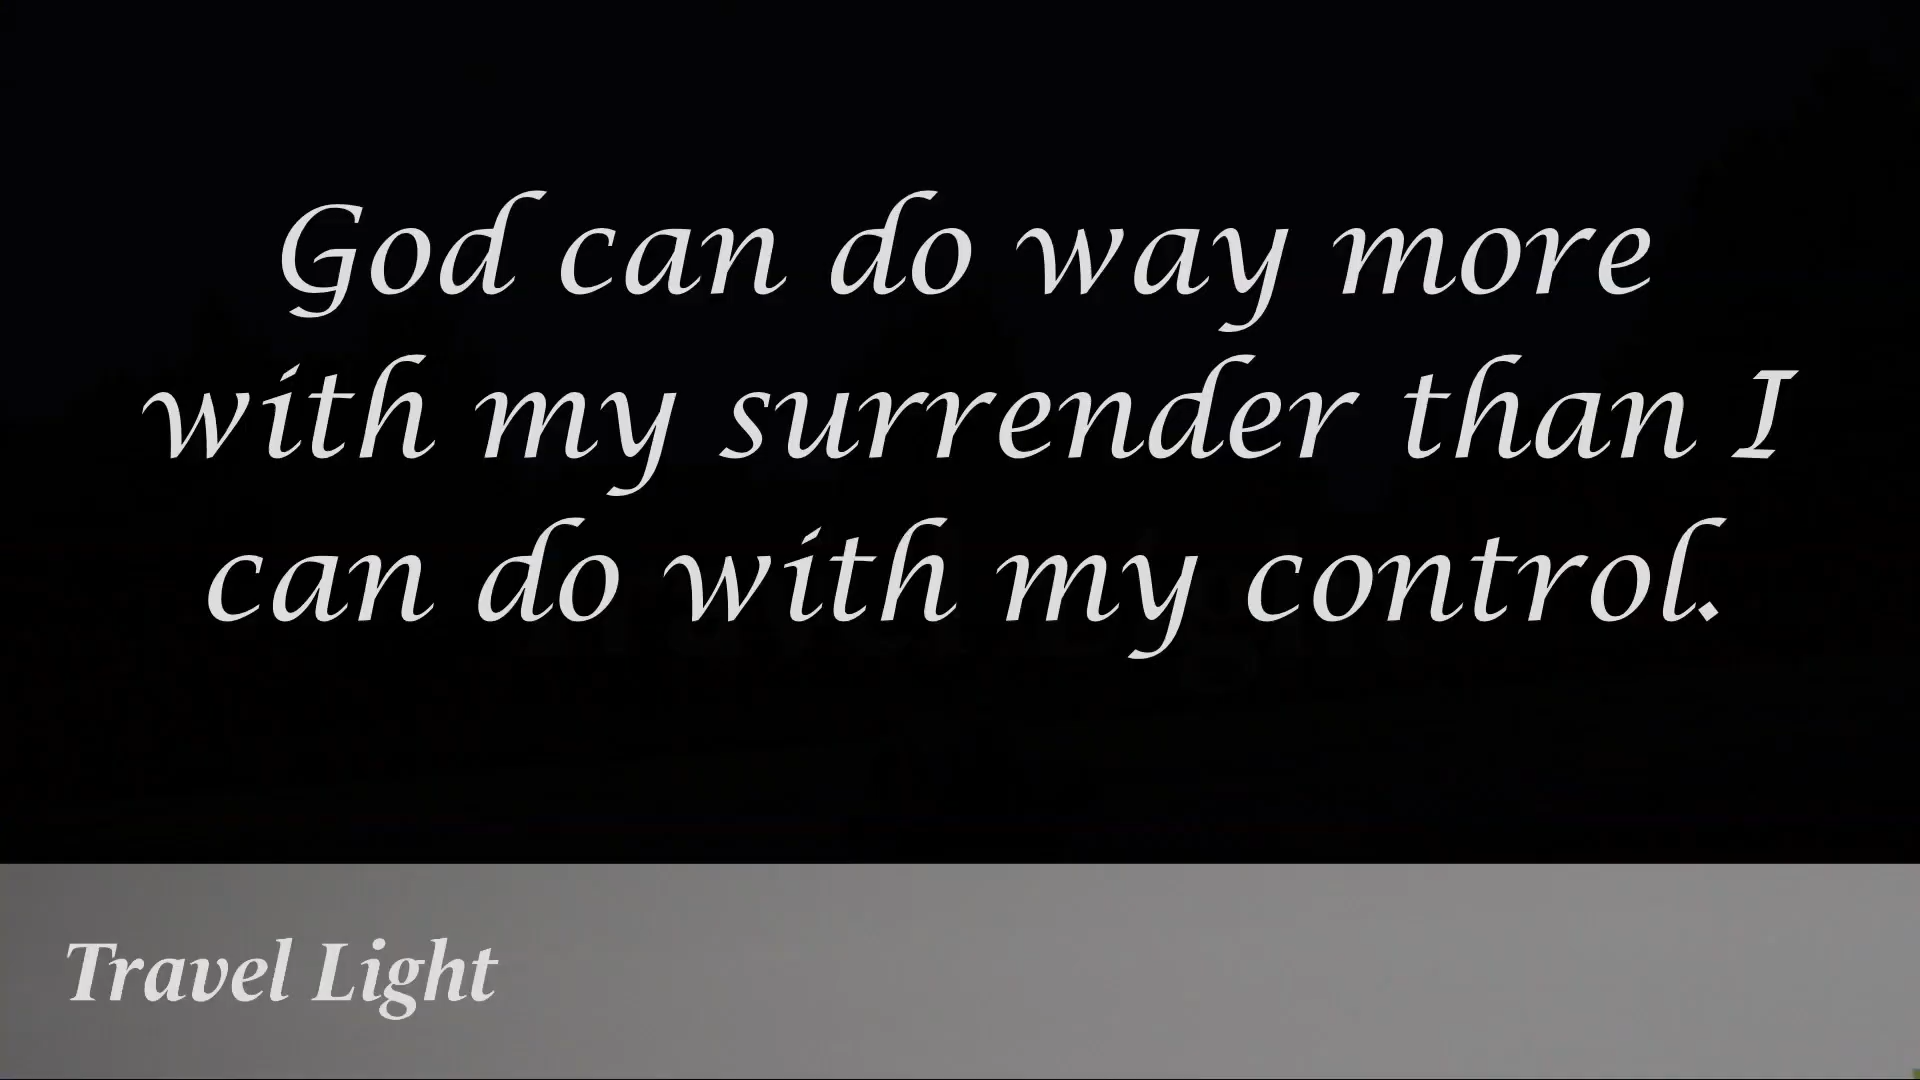 God can do way more
with my surrender than I
can do with my control.
Travel Light